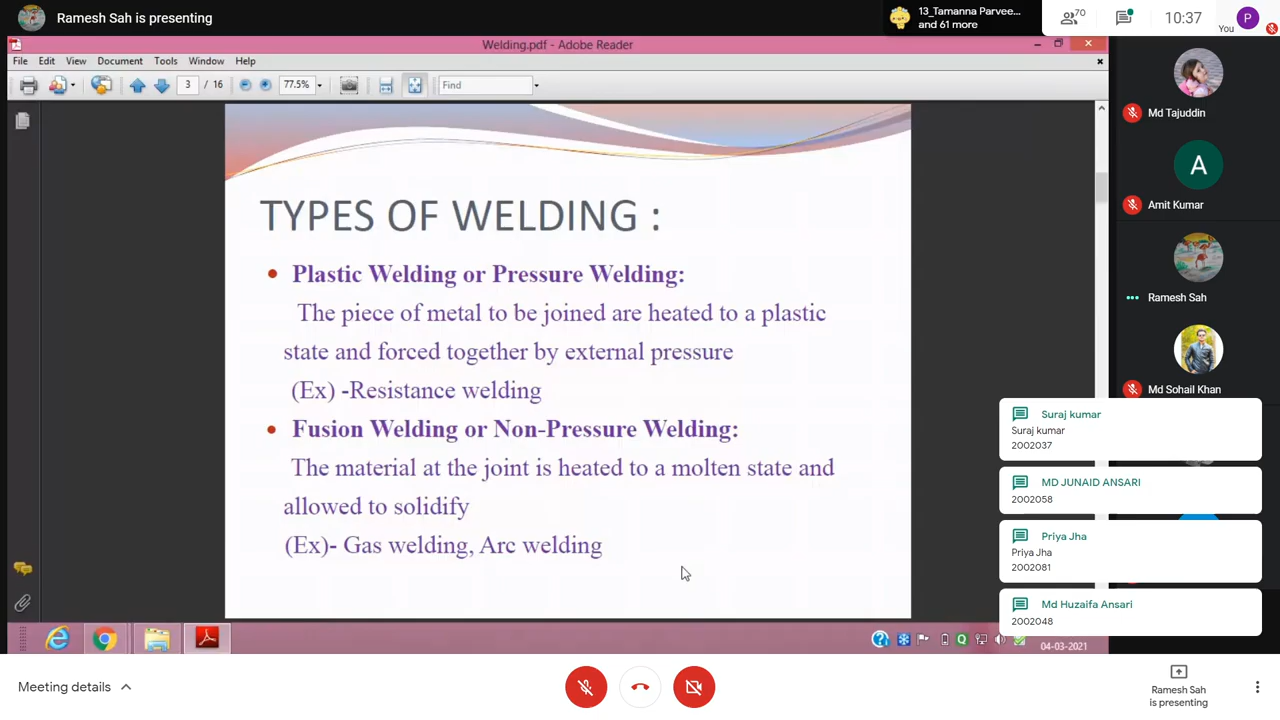 Ramesh Sah is presenting
13_Tamanna Parvee...
and 61 more
70
10:37
You
P
Welding.pdf - Adobe Reader
File Edit View Document Tools Window Help
3 / 16 77.5% Find
TYPES OF WELDING :
Plastic Welding or Pressure Welding:
The piece of metal to be joined are heated to a plastic
state and forced together by external pressure
(Ex) -Resistance welding
Fusion Welding or Non-Pressure Welding:
The material at the joint is heated to a molten state and
allowed to solidify
(Ex)- Gas welding, Arc welding
Md Tajuddin
A
Amit Kumar
Ramesh Sah
Md Sohail Khan
Suraj kumar
Suraj kumar
2002037
MD JUNAID ANSARI
2002058
Priya Jha
Priya Jha
2002081
Md Huzaifa Ansari
2002048
04-03-2021
Meeting details
Ramesh Sah
is presenting